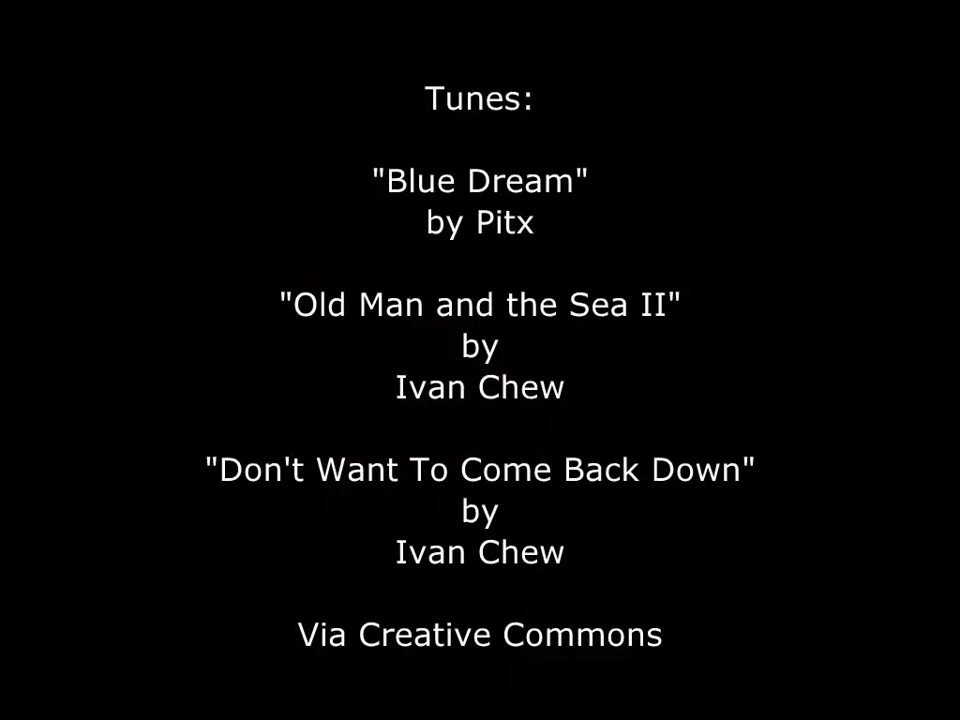 Tunes:
"Blue Dream"
by Pitx
"Old Man and the Sea II"
by
Ivan Chew
"Don't Want To Come Back Down"
by
Ivan Chew
Via Creative Commons